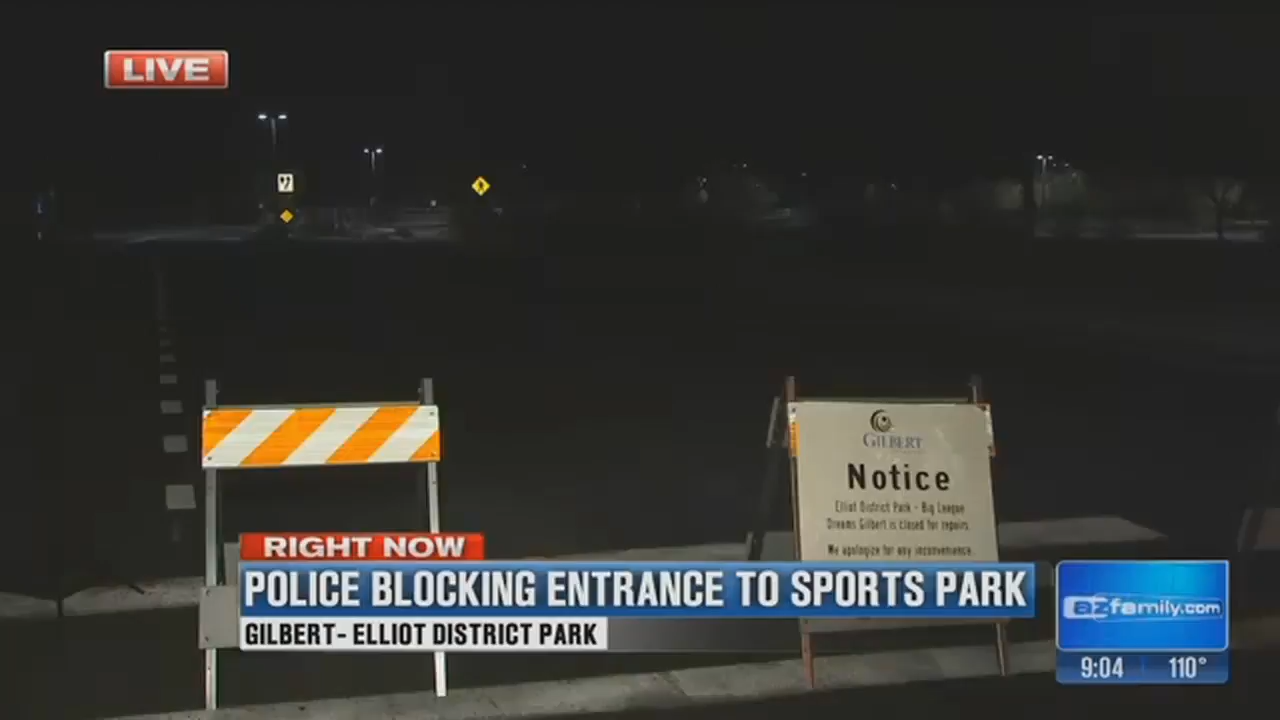 LIVE
GILBERT
Notice
Elliot District Park - Big League
Dreams Gilbert is closed for repairs.
We apologize for any inconvenience.
RIGHT NOW
POLICE BLOCKING ENTRANCE TO SPORTS PARK
GILBERT- ELLIOT DISTRICT PARK
azfamily.com
9:04 110°